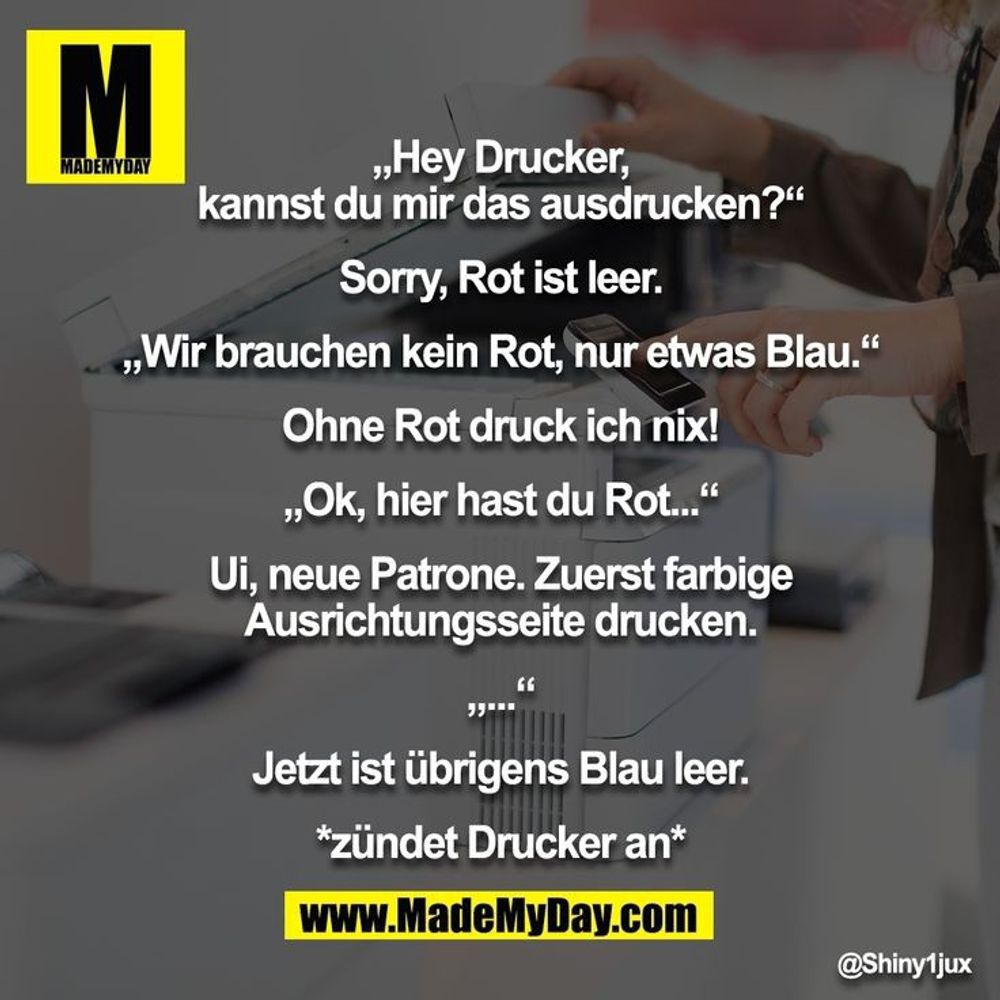 M
MADEMYDAY
„Hey Drucker,
kannst du mir das ausdrucken?“
Sorry, Rot ist leer.
„Wir brauchen kein Rot, nur etwas Blau.“
Ohne Rot druck ich nix!
„Ok, hier hast du Rot...“
Ui, neue Patrone. Zuerst farbige
Ausrichtungsseite drucken.
„...“
Jetzt ist übrigens Blau leer.
*zündet Drucker an*
www.MadeMyDay.com
@Shiny1jux